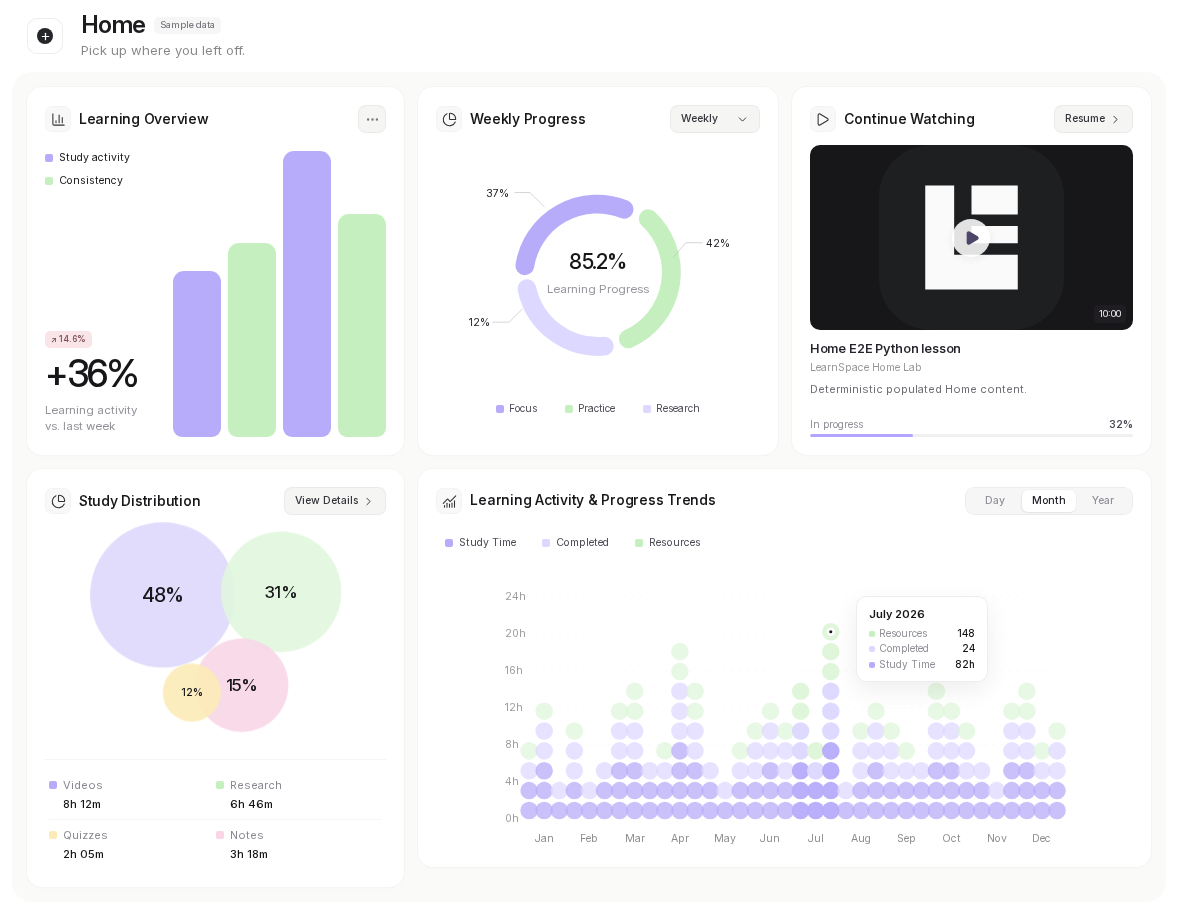 Home
Sample data
Pick up where you left off.
Learning Overview
Study activity
Consistency
14.6%
+36%
Learning activity
vs. last week
Weekly Progress
Weekly
37%
42%
85.2%
Learning Progress
12%
Focus
Practice
Research
Continue Watching
Resume
LE
10:00
Home E2E Python lesson
LearnSpace Home Lab
Deterministic populated Home content.
In progress
32%
Study Distribution
View Details
48%
31%
15%
12%
Videos
8h 12m
Research
6h 46m
Quizzes
2h 05m
Notes
3h 18m
Learning Activity & Progress Trends
Day
Month
Year
Study Time
Completed
Resources
24h
20h
16h
12h
8h
4h
0h
July 2026
Resources 148
Completed 24
Study Time 82h
Jan Feb Mar Apr May Jun Jul Aug Sep Oct Nov Dec